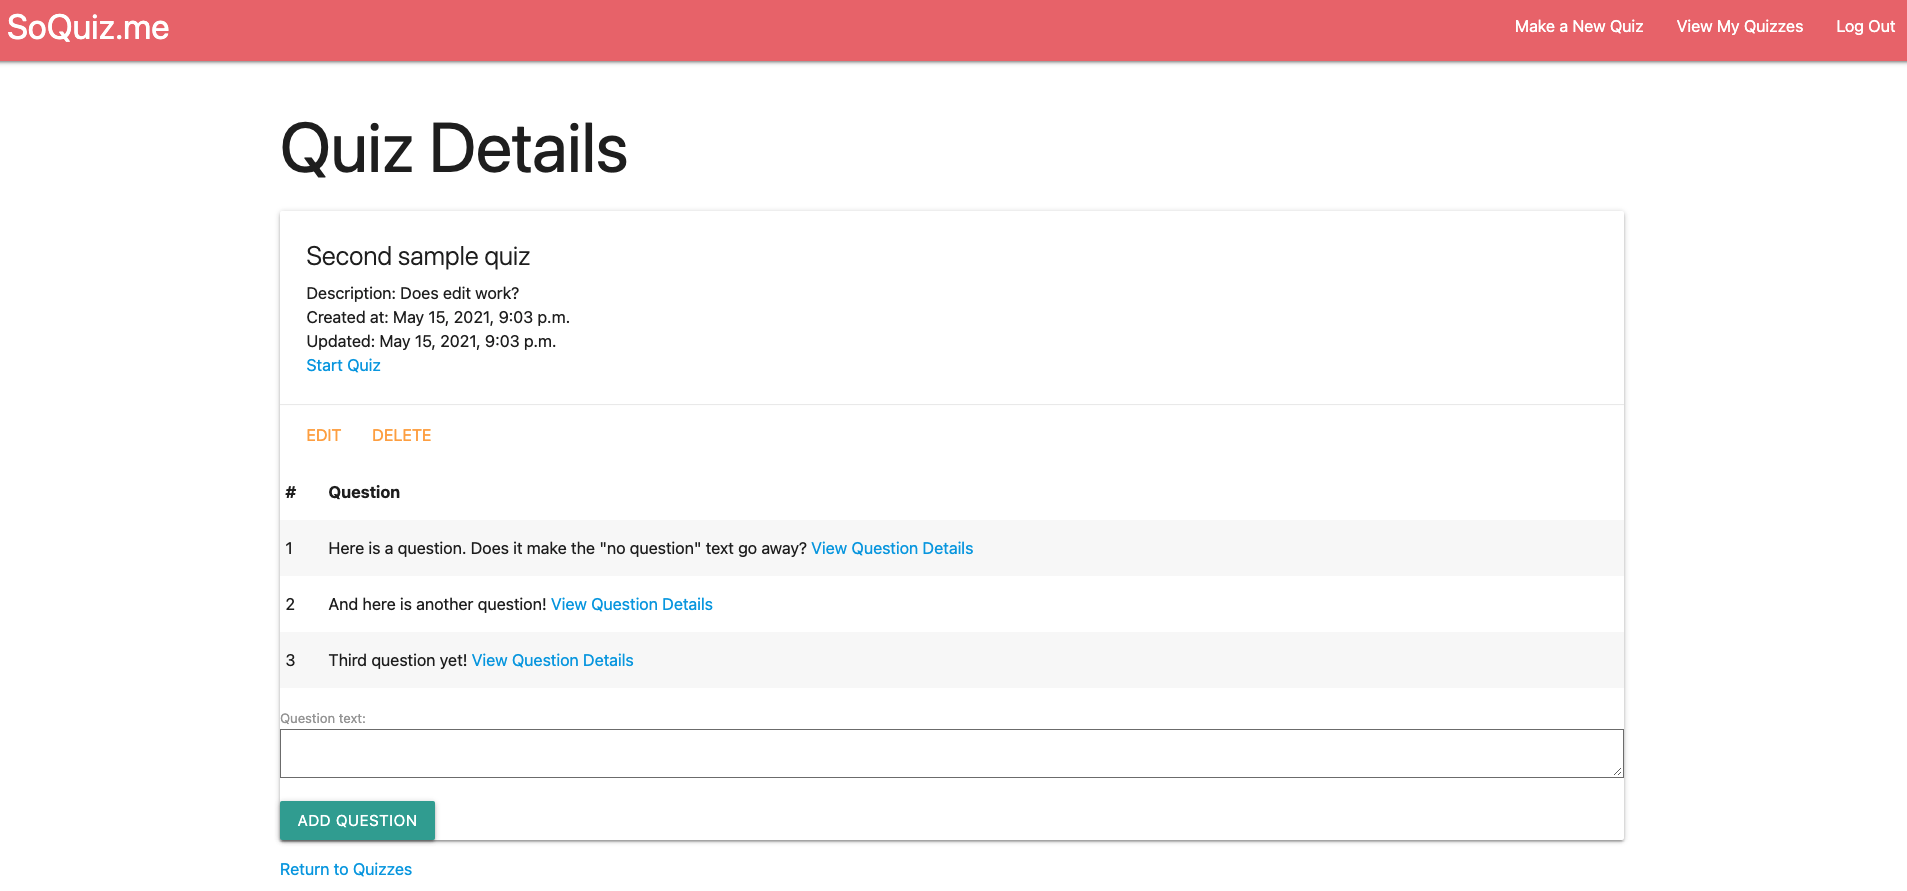 SoQuiz.me
Make a New Quiz View My Quizzes Log Out
Quiz Details
Second sample quiz
Description: Does edit work?
Created at: May 15, 2021, 9:03 p.m.
Updated: May 15, 2021, 9:03 p.m.
Start Quiz
EDIT DELETE
# Question
1 Here is a question. Does it make the "no question" text go away? View Question Details
2 And here is another question! View Question Details
3 Third question yet! View Question Details
Question text:
ADD QUESTION
Return to Quizzes